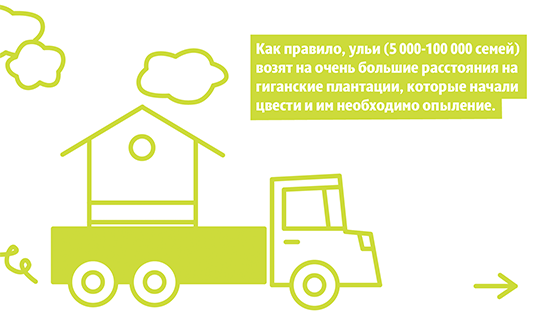 Как правило, ульи (5 000-100 000 семей)
возят на очень большие расстояния на
гиганские плантации, которые начали
цвести и им необходимо опыление.